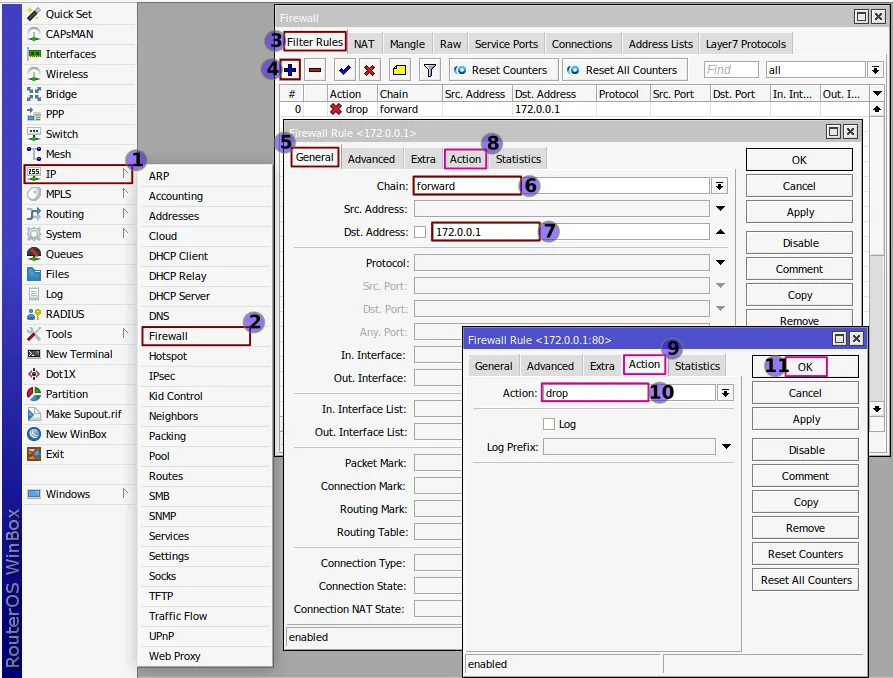 RouterOS WinBox
Quick Set
CAPsMAN
Interfaces
Wireless
Bridge
PPP
Switch
Mesh
IP
1
MPLS
Routing
System
Queues
Files
Log
RADIUS
Tools
New Terminal
Dot1X
Partition
Make Supout.rif
New WinBox
Exit
Windows
ARP
Accounting
Addresses
Cloud
DHCP Client
DHCP Relay
DHCP Server
DNS
Firewall
2
Hotspot
IPsec
Kid Control
Neighbors
Packing
Pool
Routes
SMB
SNMP
Services
Settings
Socks
TFTP
Traffic Flow
UPnP
Web Proxy
Firewall
3 Filter Rules NAT Mangle Raw Service Ports Connections Address Lists Layer7 Protocols
4 Reset Counters Reset All Counters Find all
# Action Chain Src. Address Dst. Address Protocol Src. Port Dst. Port In. Int... Out. I...
0 drop forward 172.0.0.1
Firewall Rule <172.0.0.1>
5 General Advanced Extra Action 8 Statistics
Chain: forward 6
Src. Address:
Dst. Address: 172.0.0.1 7
Protocol:
Src. Port:
Dst. Port:
Any. Port:
In. Interface:
Out. Interface:
In. Interface List:
Out. Interface List:
Packet Mark:
Connection Mark:
Routing Mark:
Routing Table:
Connection Type:
Connection State:
Connection NAT State:
enabled
OK
Cancel
Apply
Disable
Comment
Copy
Remove
Firewall Rule <172.0.0.1:80>
General Advanced Extra Action 9 Statistics
Action: drop 10
Log
Log Prefix:
11 OK
Cancel
Apply
Disable
Comment
Copy
Remove
Reset Counters
Reset All Counters
enabled